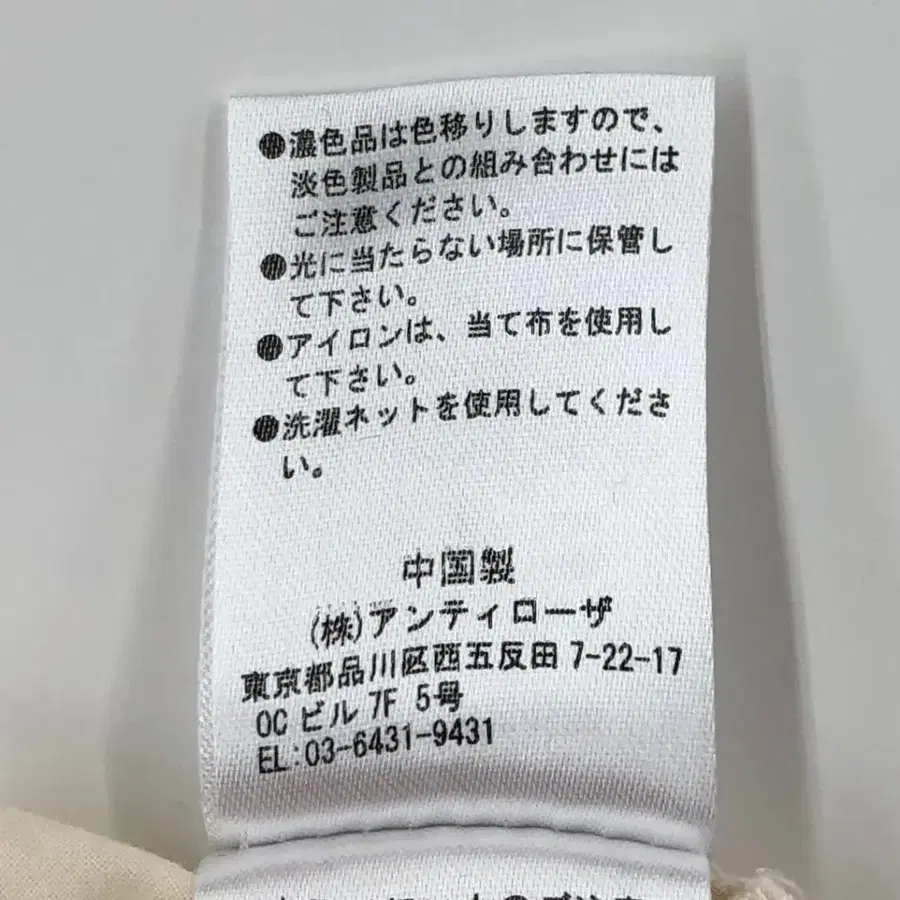 ●濃色品は色移りしますので、
淡色製品との組み合わせには
ご注意ください。
●光に当たらない場所に保管し
て下さい。
●アイロンは、当て布を使用し
て下さい。
●洗濯ネットを使用してくださ
い。
中国製
(株)アンティローザ
東京都品川区西五反田 7-22-17
OC ビル 7F 5号
EL:03-6431-9431